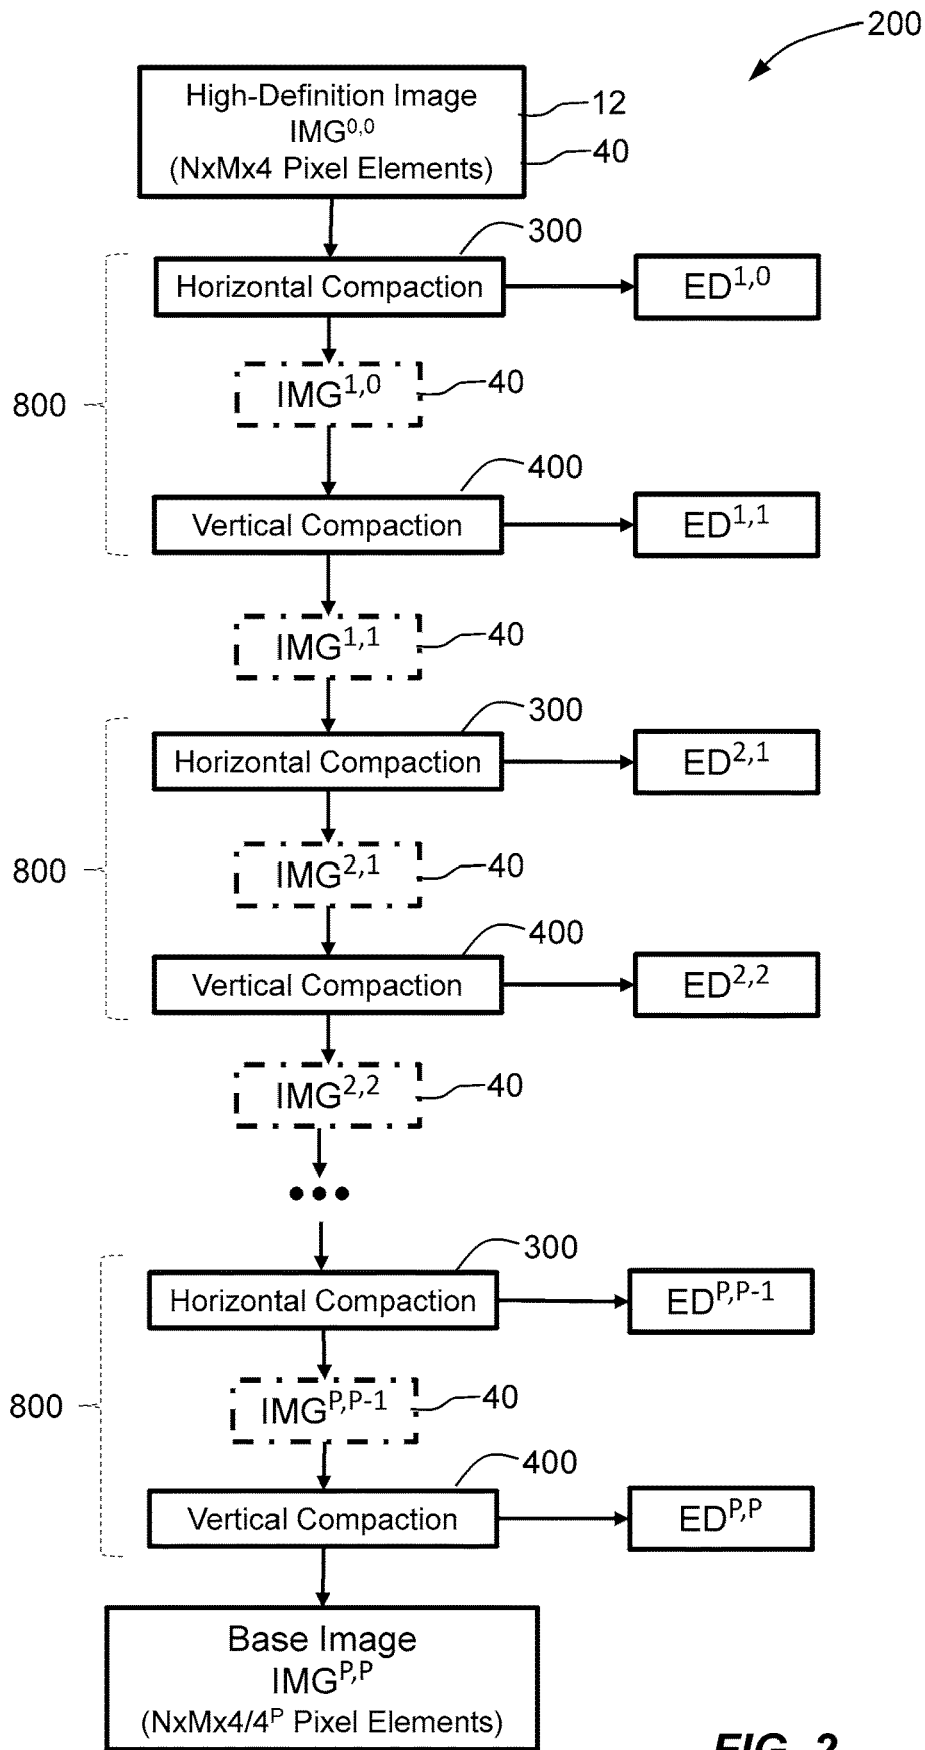 200
High-Definition Image
IMG^0,0
(NxMx4 Pixel Elements)
12
40
300
Horizontal Compaction
ED^1,0
IMG^1,0
40
800
400
Vertical Compaction
ED^1,1
IMG^1,1
40
300
Horizontal Compaction
ED^2,1
IMG^2,1
40
800
400
Vertical Compaction
ED^2,2
IMG^2,2
40
•••
300
Horizontal Compaction
ED^P,P-1
IMG^P,P-1
40
800
400
Vertical Compaction
ED^P,P
Base Image
IMG^P,P
(NxMx4/4^P Pixel Elements)
FIG. 2